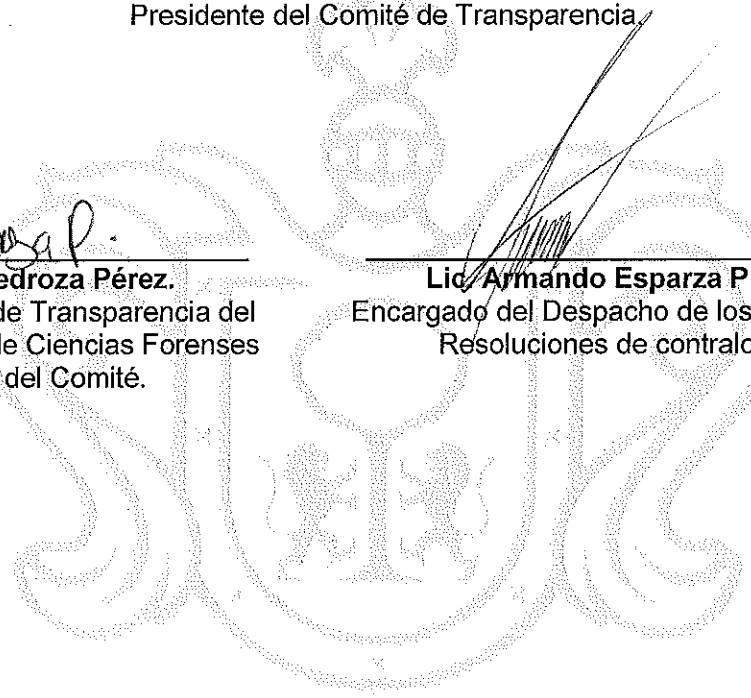 Presidente del Comité de Transparencia.
edroza Pérez.
de Transparencia del
de Ciencias Forenses
del Comité.
Lic. Armando Esparza P
Encargado del Despacho de los
Resoluciones de contralo